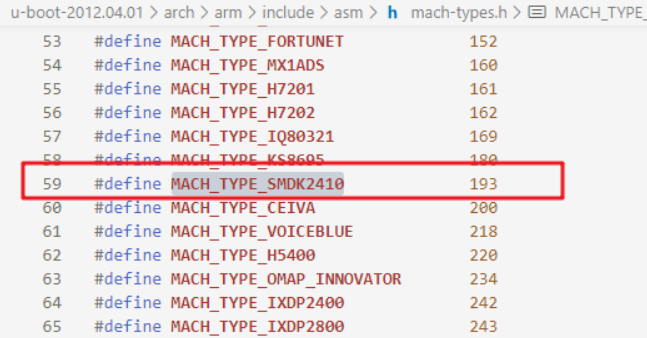 u-boot-2012.04.01 > arch > arm > include > asm > h mach-types.h > MACH_TYPE_
53 #define MACH_TYPE_FORTUNET 152
54 #define MACH_TYPE_MX1ADS 160
55 #define MACH_TYPE_H7201 161
56 #define MACH_TYPE_H7202 162
57 #define MACH_TYPE_IQ80321 169
58 #define MACH_TYPE_KS8695 180
59 #define MACH_TYPE_SMDK2410 193
60 #define MACH_TYPE_CEIVA 200
61 #define MACH_TYPE_VOICEBLUE 218
62 #define MACH_TYPE_H5400 220
63 #define MACH_TYPE_OMAP_INNOVATOR 234
64 #define MACH_TYPE_IXDP2400 242
65 #define MACH_TYPE_IXDP2800 243